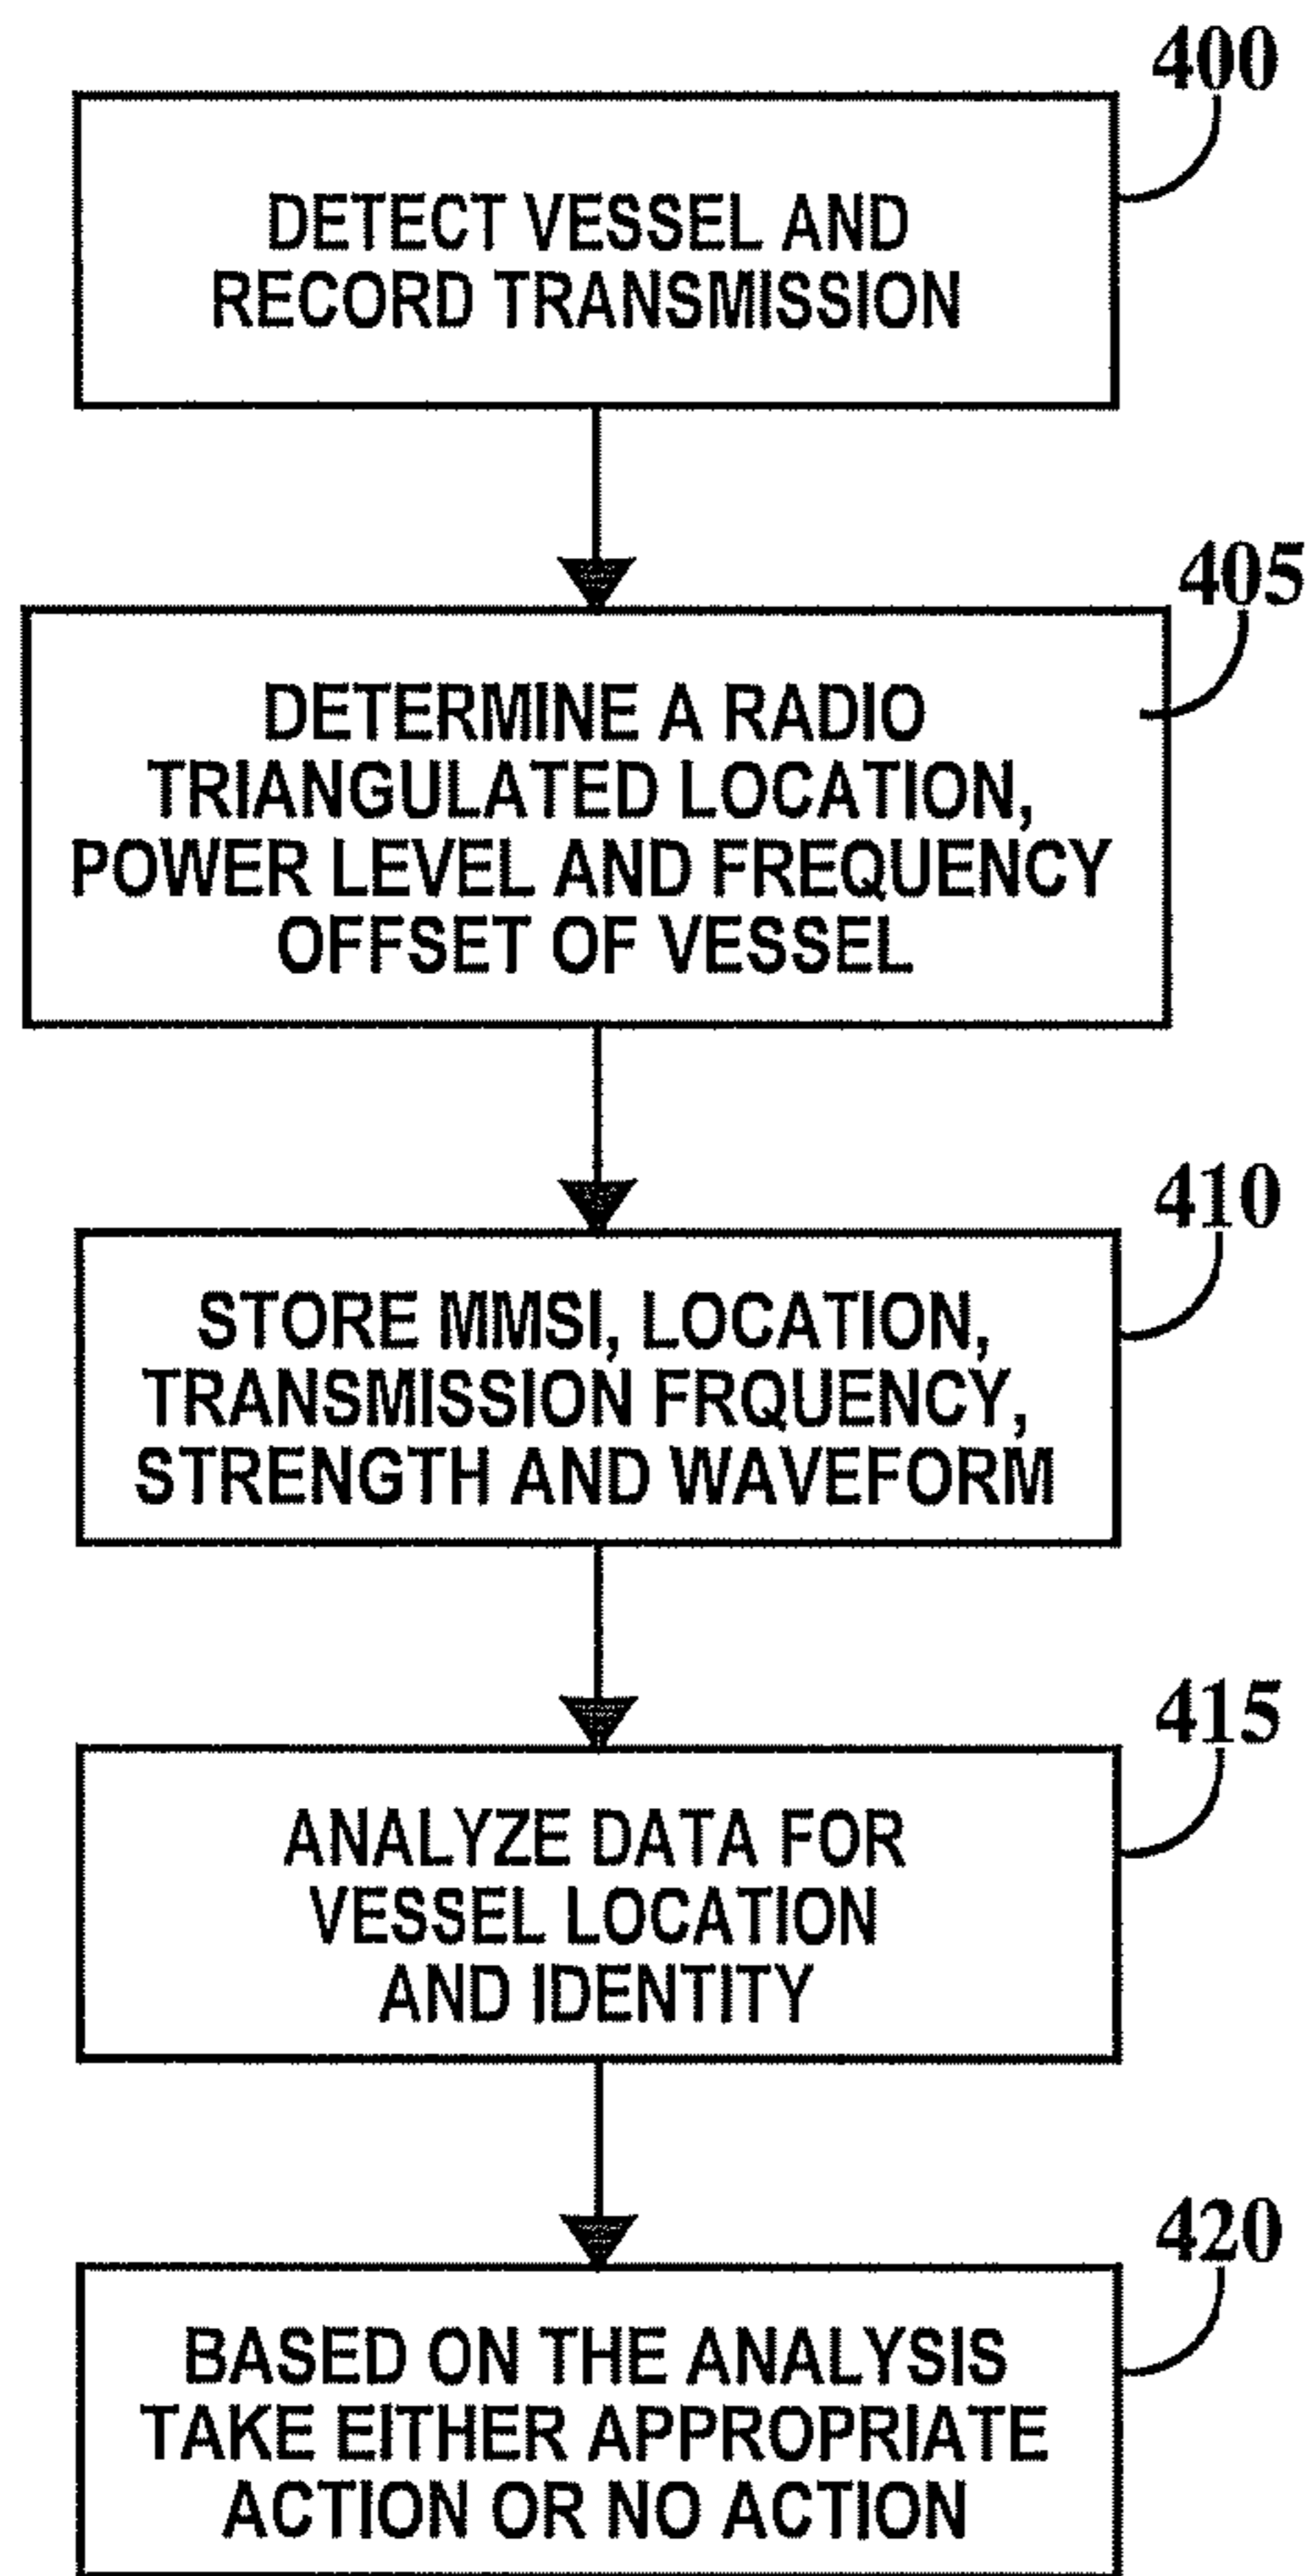 400
DETECT VESSEL AND
RECORD TRANSMISSION
405
DETERMINE A RADIO
TRIANGULATED LOCATION,
POWER LEVEL AND FREQUENCY
OFFSET OF VESSEL
410
STORE MMSI, LOCATION,
TRANSMISSION FRQUENCY,
STRENGTH AND WAVEFORM
415
ANALYZE DATA FOR
VESSEL LOCATION
AND IDENTITY
420
BASED ON THE ANALYSIS
TAKE EITHER APPROPRIATE
ACTION OR NO ACTION